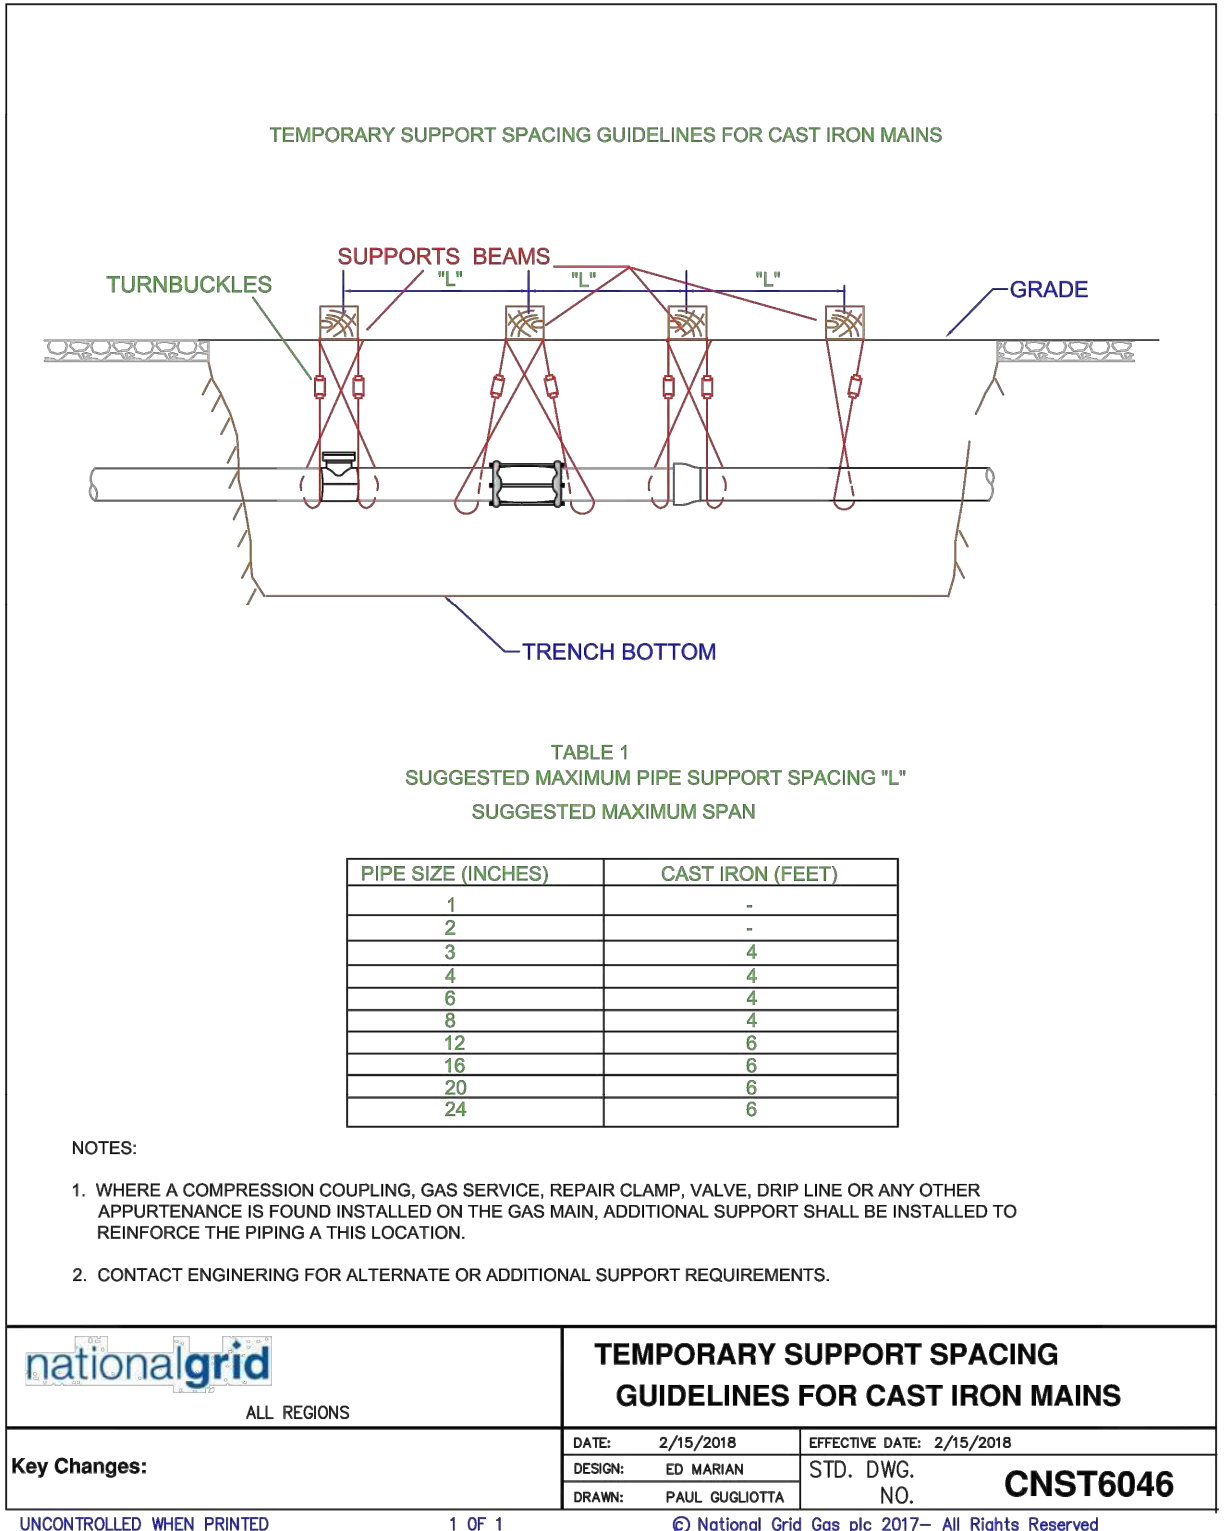 TEMPORARY SUPPORT SPACING GUIDELINES FOR CAST IRON MAINS
SUPPORTS BEAMS
"L" "L" "L"
TURNBUCKLES
GRADE
TRENCH BOTTOM
TABLE 1
SUGGESTED MAXIMUM PIPE SUPPORT SPACING "L"
SUGGESTED MAXIMUM SPAN
PIPE SIZE (INCHES) CAST IRON (FEET)
1 -
2 -
3 4
4 4
6 4
8 4
12 6
16 6
20 6
24 6
NOTES:
1. WHERE A COMPRESSION COUPLING, GAS SERVICE, REPAIR CLAMP, VALVE, DRIP LINE OR ANY OTHER
APPURTENANCE IS FOUND INSTALLED ON THE GAS MAIN, ADDITIONAL SUPPORT SHALL BE INSTALLED TO
REINFORCE THE PIPING A THIS LOCATION.
2. CONTACT ENGINERING FOR ALTERNATE OR ADDITIONAL SUPPORT REQUIREMENTS.
nationalgrid
ALL REGIONS
TEMPORARY SUPPORT SPACING
GUIDELINES FOR CAST IRON MAINS
Key Changes:
DATE: 2/15/2018
EFFECTIVE DATE: 2/15/2018
DESIGN: ED MARIAN
DRAWN: PAUL GUGLIOTTA
STD. DWG.
NO. CNST6046
UNCONTROLLED WHEN PRINTED 1 OF 1 © National Grid Gas plc 2017– All Rights Reserved